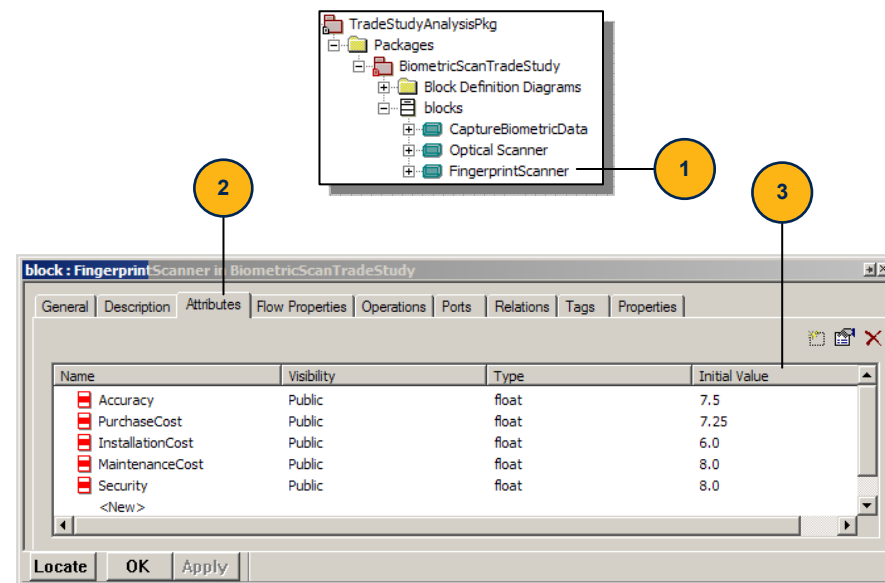 TradeStudyAnalysisPkg
Packages
BiometricScanTradeStudy
Block Definition Diagrams
blocks
CaptureBiometricData
Optical Scanner
FingerprintScanner
1
2
3
block : FingerprintScanner in BiometricScanTradeStudy
General Description Attributes Flow Properties Operations Ports Relations Tags Properties
Name Visibility Type Initial Value
Accuracy Public float 7.5
PurchaseCost Public float 7.25
InstallationCost Public float 6.0
MaintenanceCost Public float 8.0
Security Public float 8.0
<New>
Locate OK Apply